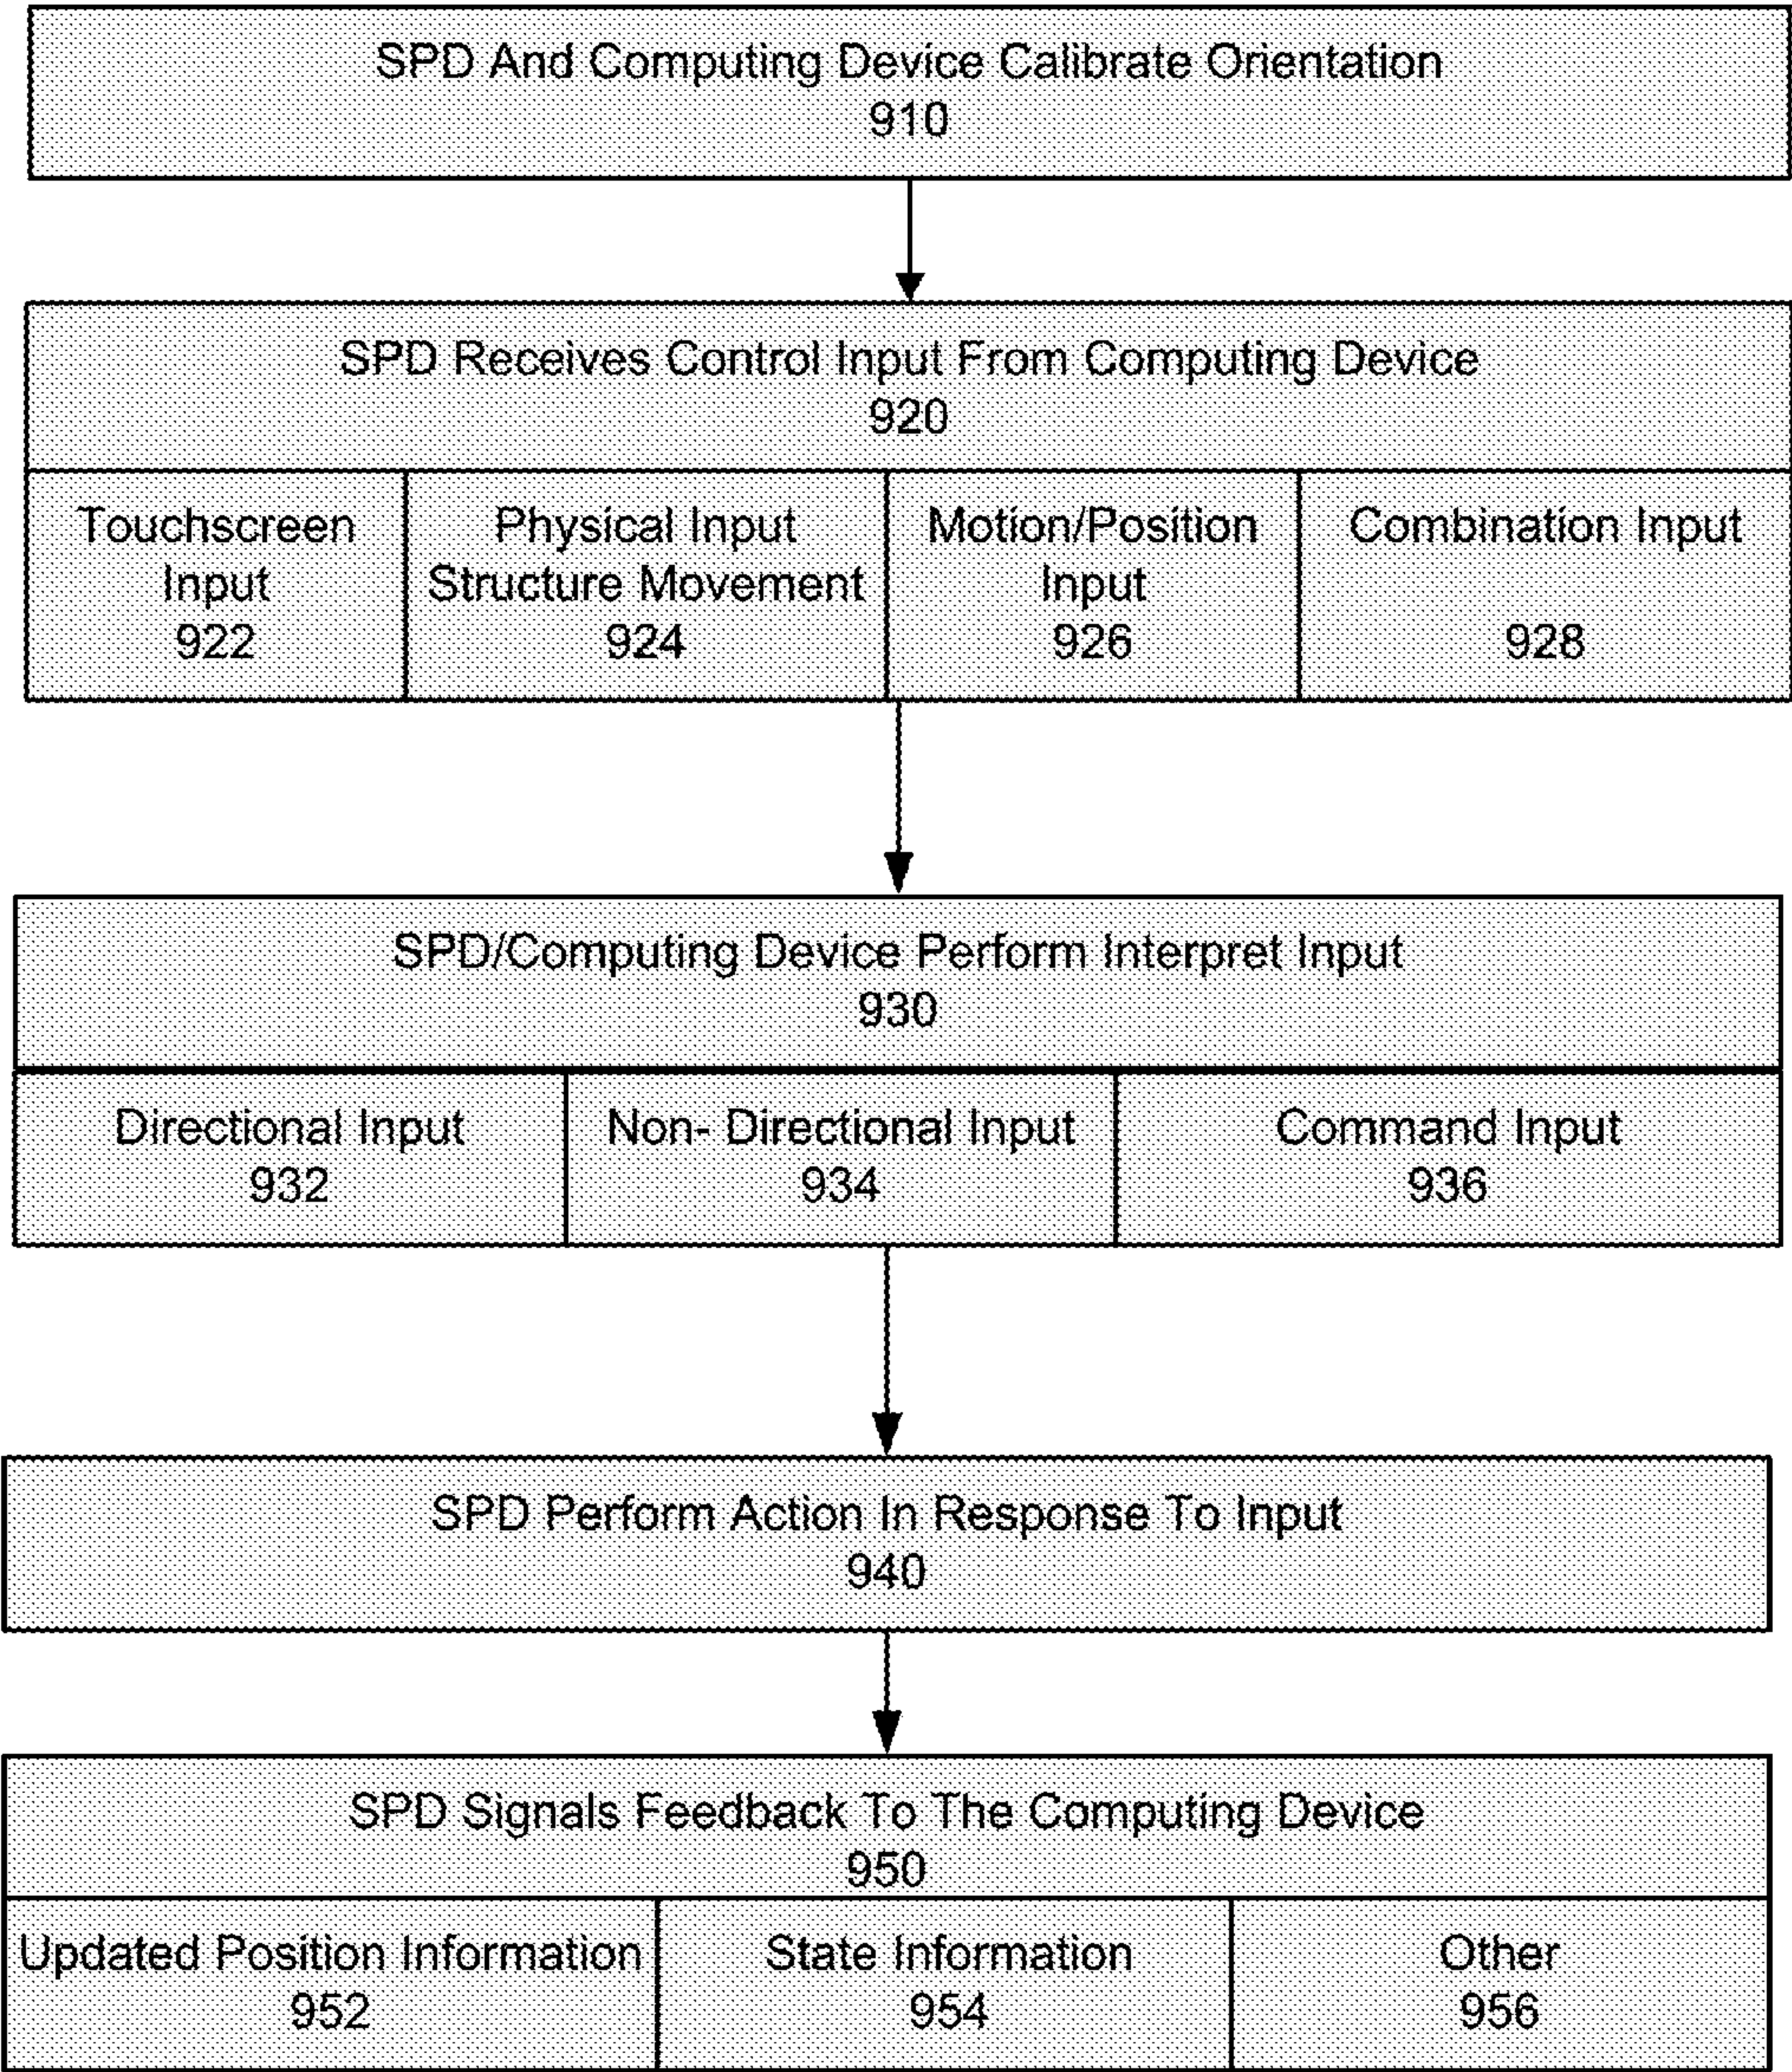 SPD And Computing Device Calibrate Orientation
910
SPD Receives Control Input From Computing Device
920
Touchscreen
Input
922
Physical Input
Structure Movement
924
Motion/Position
Input
926
Combination Input
928
SPD/Computing Device Perform Interpret Input
930
Directional Input
932
Non- Directional Input
934
Command Input
936
SPD Perform Action In Response To Input
940
SPD Signals Feedback To The Computing Device
950
Updated Position Information
952
State Information
954
Other
956